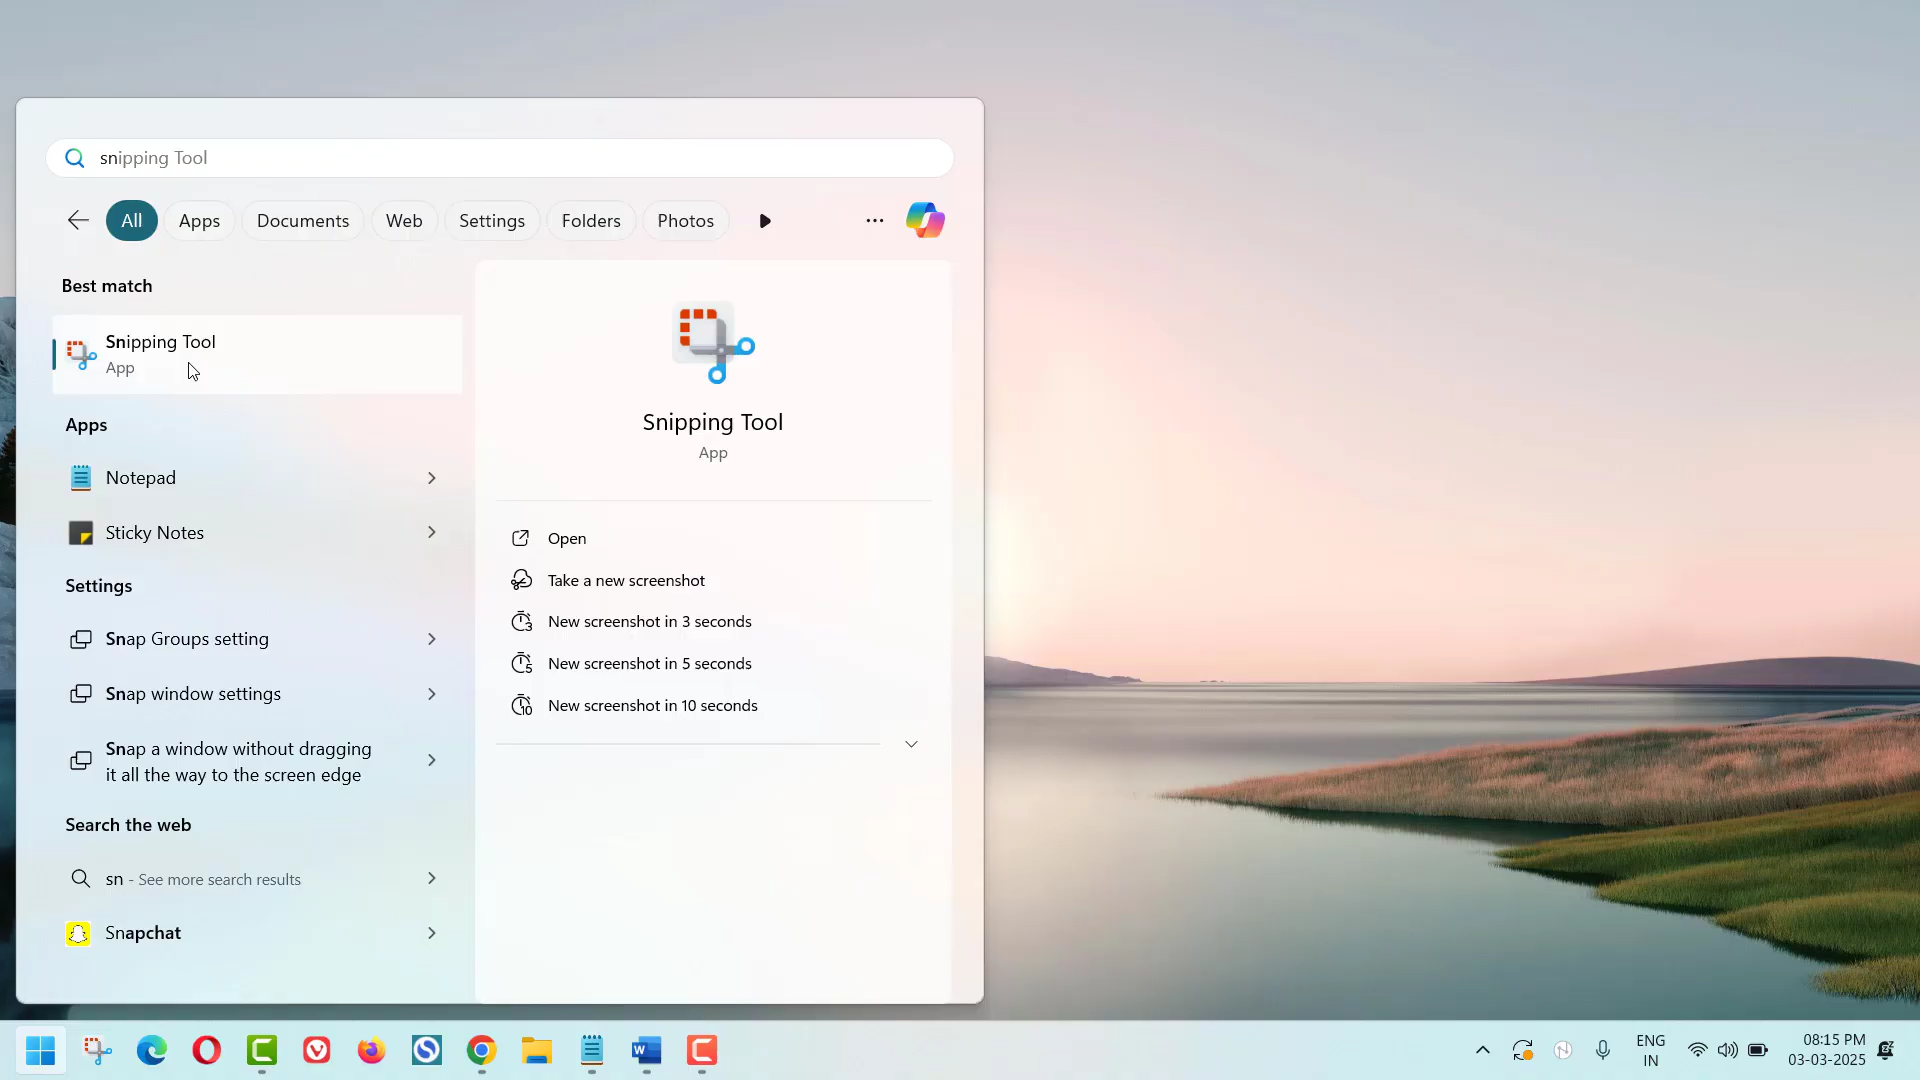 snipping Tool
All
Apps
Documents
Web
Settings
Folders
Photos
Best match
Snipping Tool
App
Apps
Notepad
Sticky Notes
Settings
Snap Groups setting
Snap window settings
Snap a window without dragging
it all the way to the screen edge
Search the web
sn - See more search results
Snapchat
Snipping Tool
App
Open
Take a new screenshot
3
New screenshot in 3 seconds
5
New screenshot in 5 seconds
10
New screenshot in 10 seconds
W
ENG
IN
08:15 PM
03-03-2025